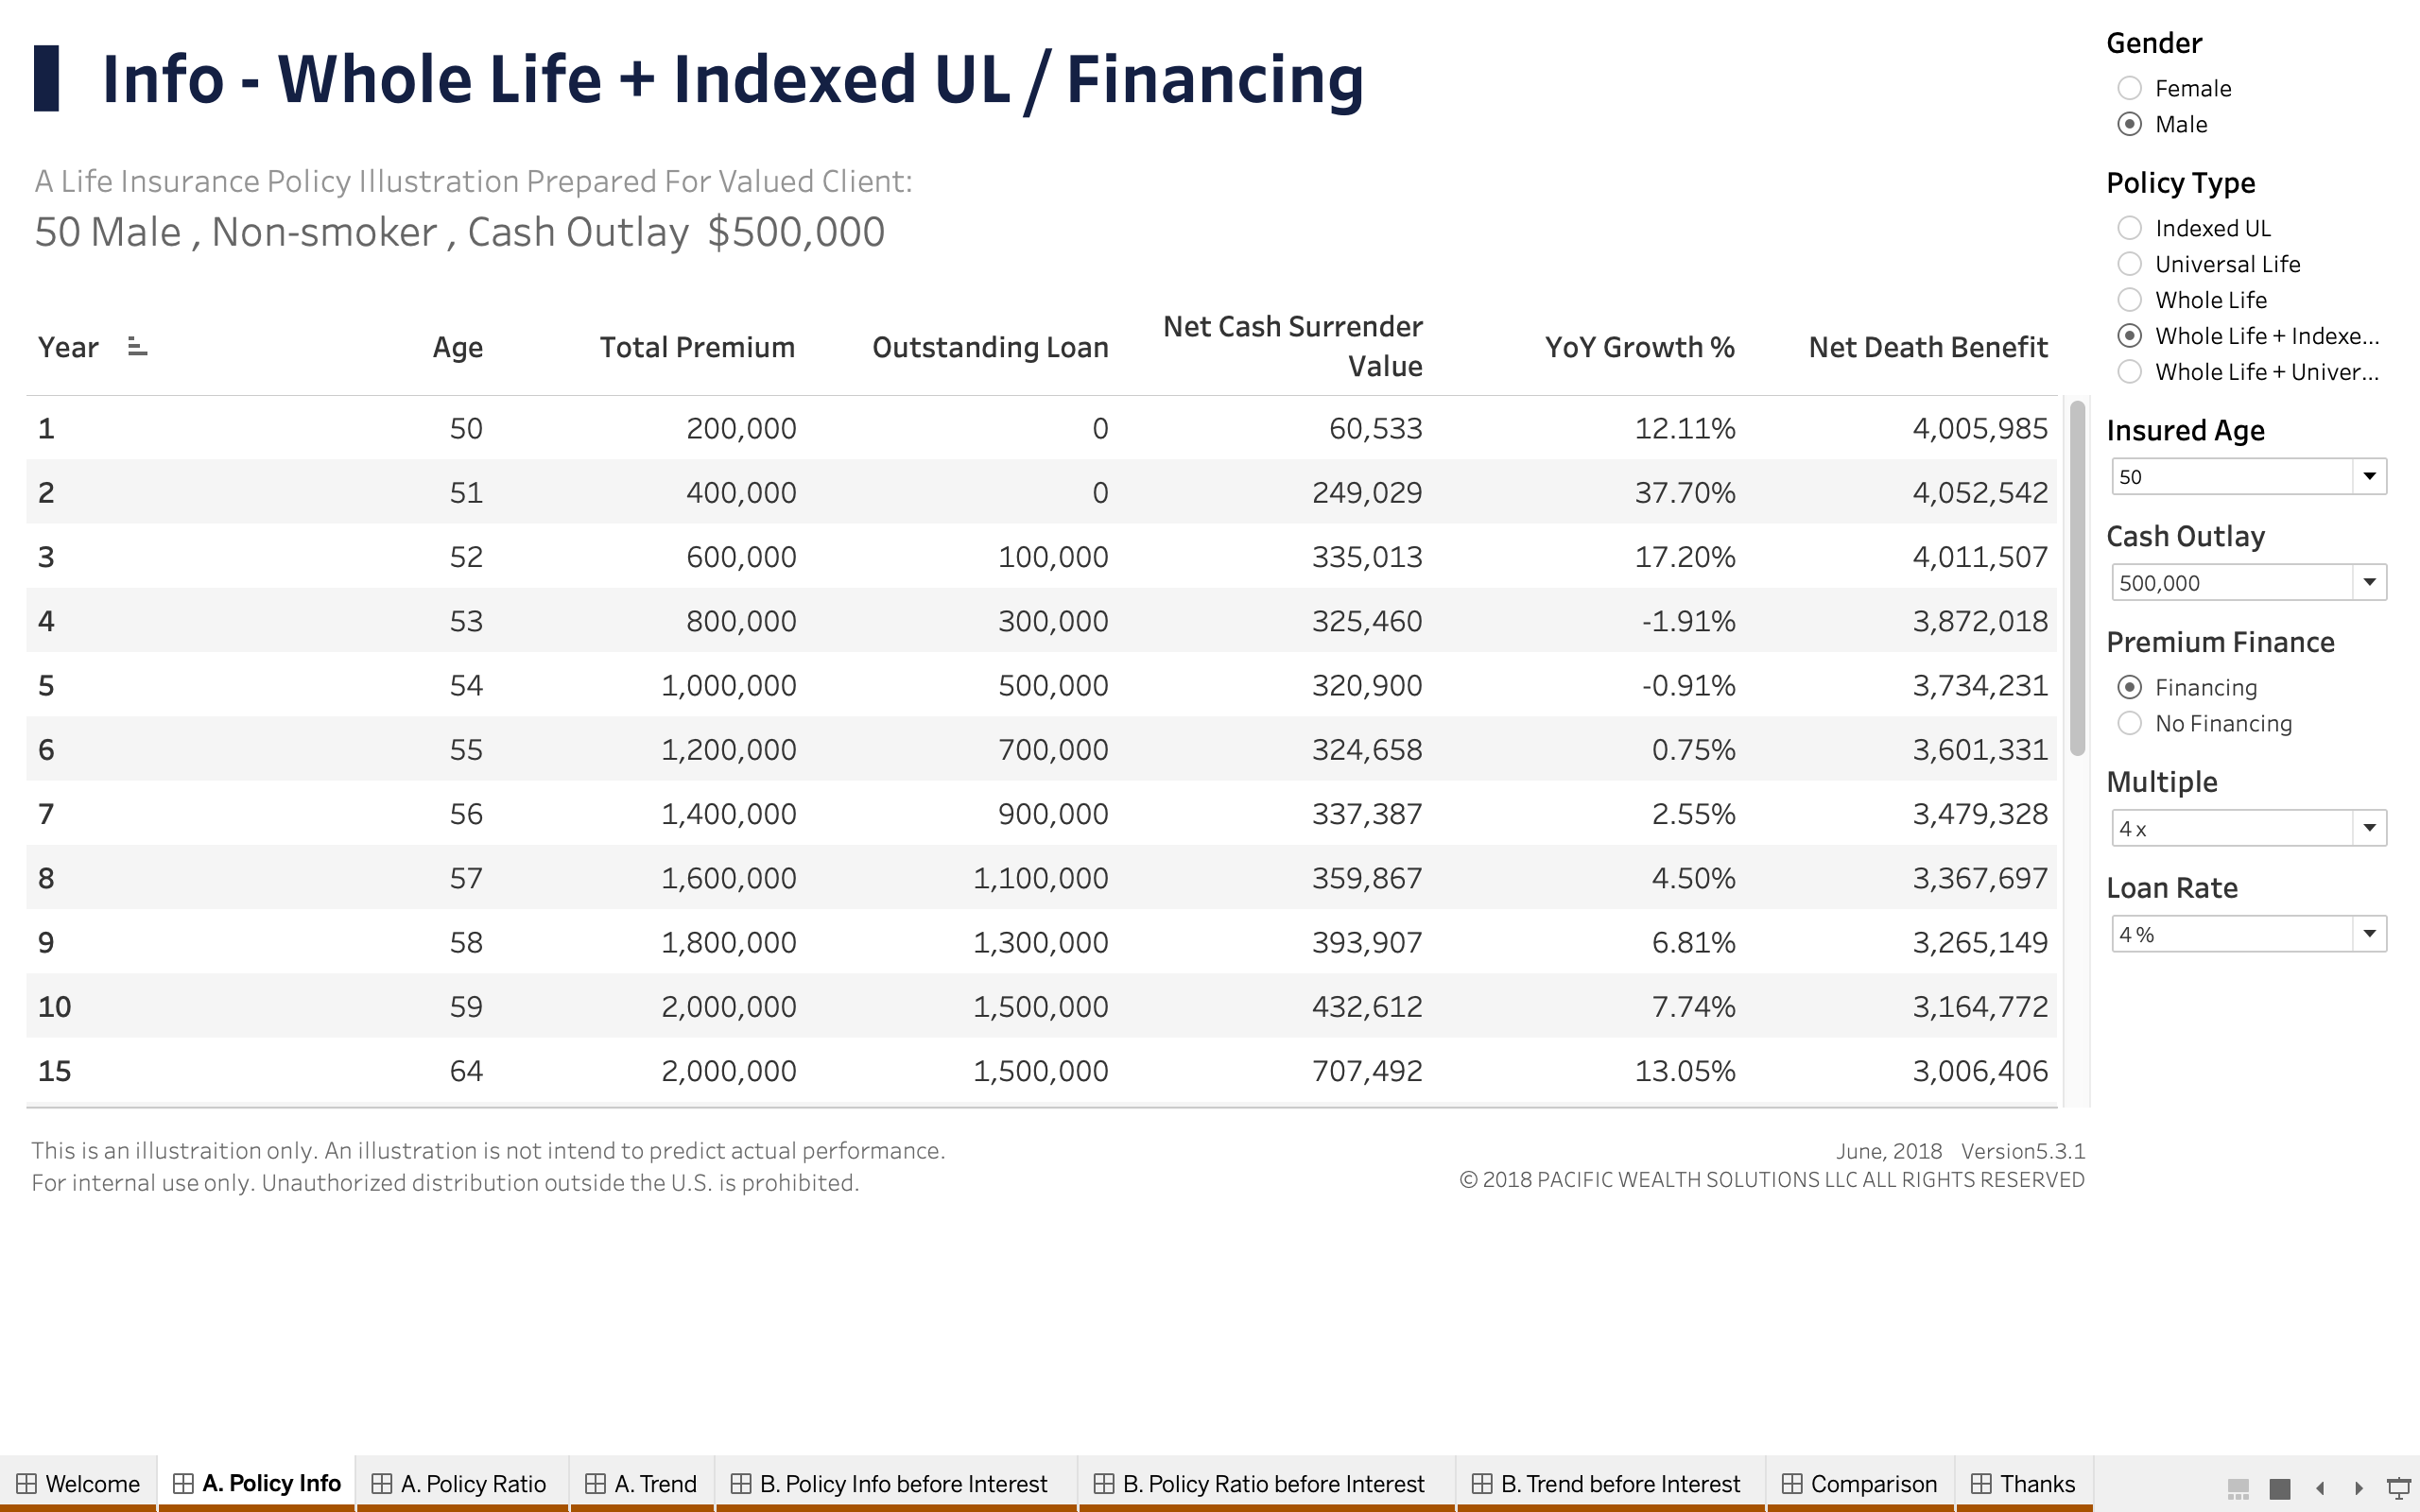 Info - Whole Life + Indexed UL / Financing
A Life Insurance Policy Illustration Prepared For Valued Client:
50 Male , Non-smoker , Cash Outlay $500,000
Year Age Total Premium Outstanding Loan Net Cash Surrender Value YoY Growth % Net Death Benefit
1 50 200,000 0 60,533 12.11% 4,005,985
2 51 400,000 0 249,029 37.70% 4,052,542
3 52 600,000 100,000 335,013 17.20% 4,011,507
4 53 800,000 300,000 325,460 -1.91% 3,872,018
5 54 1,000,000 500,000 320,900 -0.91% 3,734,231
6 55 1,200,000 700,000 324,658 0.75% 3,601,331
7 56 1,400,000 900,000 337,387 2.55% 3,479,328
8 57 1,600,000 1,100,000 359,867 4.50% 3,367,697
9 58 1,800,000 1,300,000 393,907 6.81% 3,265,149
10 59 2,000,000 1,500,000 432,612 7.74% 3,164,772
15 64 2,000,000 1,500,000 707,492 13.05% 3,006,406
This is an illustraition only. An illustration is not intend to predict actual performance.
For internal use only. Unauthorized distribution outside the U.S. is prohibited.
June, 2018 Version5.3.1
© 2018 PACIFIC WEALTH SOLUTIONS LLC ALL RIGHTS RESERVED
Gender
Female
Male
Policy Type
Indexed UL
Universal Life
Whole Life
Whole Life + Indexe...
Whole Life + Univer...
Insured Age
50
Cash Outlay
500,000
Premium Finance
Financing
No Financing
Multiple
4 x
Loan Rate
4 %
Welcome A. Policy Info A. Policy Ratio A. Trend B. Policy Info before Interest B. Policy Ratio before Interest B. Trend before Interest Comparison Thanks